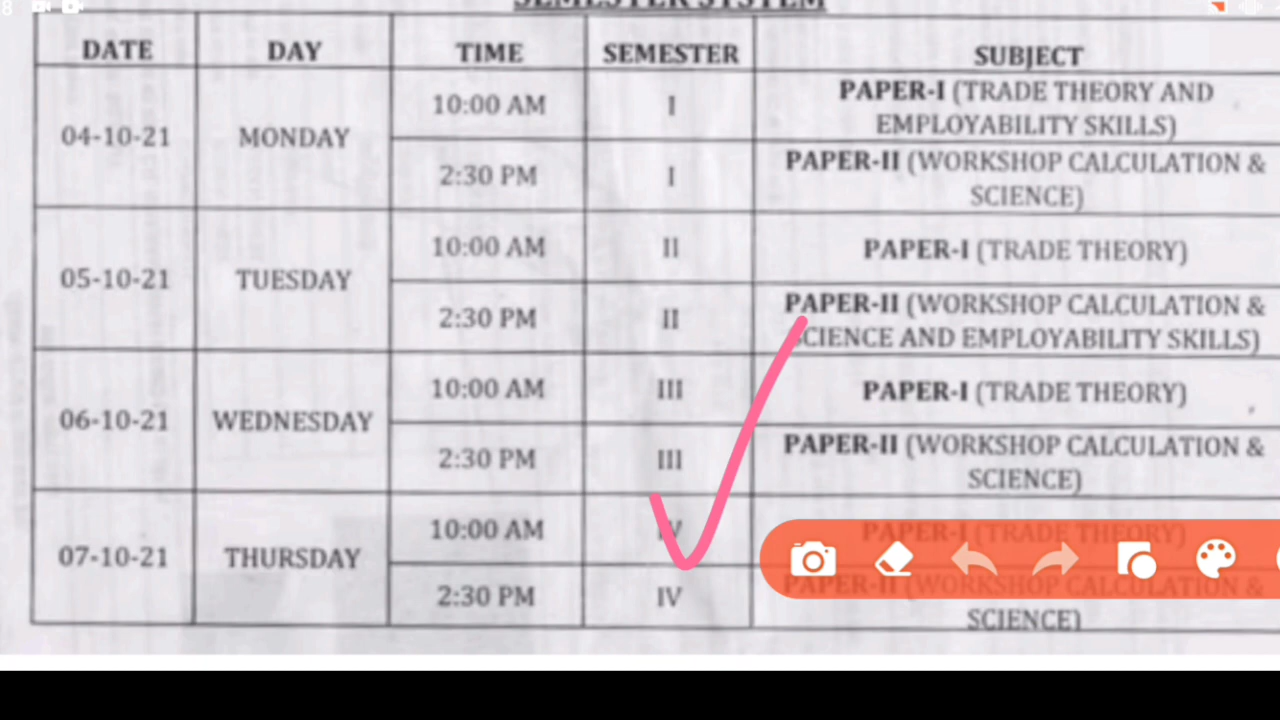 8
SEMESTER SYSTEM
DATE DAY TIME SEMESTER SUBJECT
04-10-21 MONDAY 10:00 AM I PAPER-I (TRADE THEORY AND
EMPLOYABILITY SKILLS)
2:30 PM I PAPER-II (WORKSHOP CALCULATION &
SCIENCE)
05-10-21 TUESDAY 10:00 AM II PAPER-I (TRADE THEORY)
2:30 PM II PAPER-II (WORKSHOP CALCULATION &
SCIENCE AND EMPLOYABILITY SKILLS)
06-10-21 WEDNESDAY 10:00 AM III PAPER-I (TRADE THEORY)
2:30 PM III PAPER-II (WORKSHOP CALCULATION &
SCIENCE)
07-10-21 THURSDAY 10:00 AM IV PAPER-I (TRADE THEORY)
2:30 PM IV PAPER-II (WORKSHOP CALCULATION &
SCIENCE)